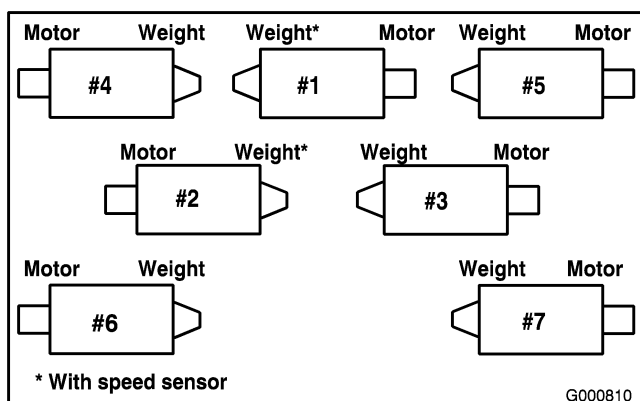 Motor Weight Weight* Motor Weight Motor
#4 #1 #5
Motor Weight* Weight Motor
#2 #3
Motor Weight Weight Motor
#6 #7
* With speed sensor
G000810